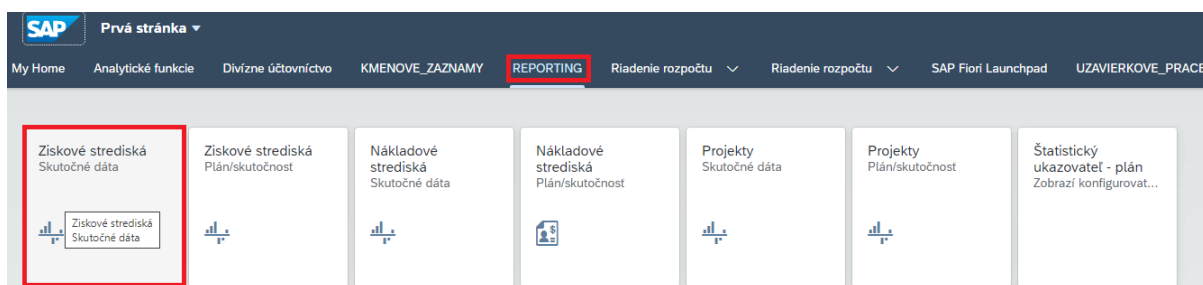 SAP Prvá stránka
My Home Analytické funkcie Divízne účtovníctvo KMENOVE_ZAZNAMY REPORTING Riadenie rozpočtu Riadenie rozpočtu SAP Fiori Launchpad UZAVIERKOVE_PRACE
Ziskové strediská
Skutočné dáta
Ziskové strediská
Skutočné dáta
Ziskové strediská
Plán/skutočnosť
Nákladové
strediská
Skutočné dáta
Nákladové
strediská
Plán/skutočnosť
Projekty
Skutočné dáta
Projekty
Plán/skutočnosť
Štatistický
ukazovateľ - plán
Zobrazí konfigurovat...